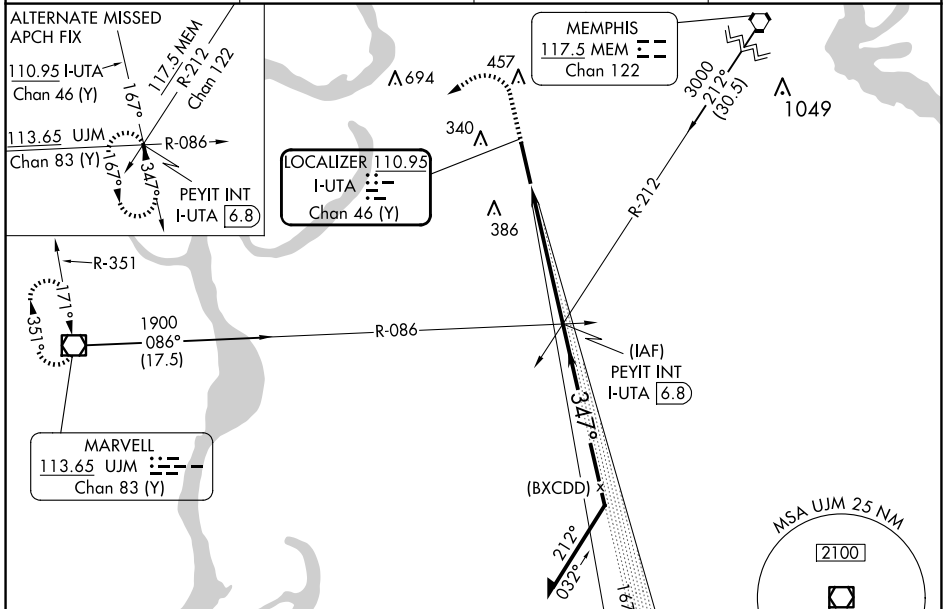 ALTERNATE MISSED
APCH FIX
110.95 I-UTA
Chan 46 (Y)
167°
117.5 MEM
R-212
Chan 122
113.65 UJM
Chan 83 (Y)
R-086
167°
347°
PEYIT INT
I-UTA 6.8
694
457
340
386
MEMPHIS
117.5 MEM
Chan 122
3000
212°
(30.5)
1049
R-212
LOCALIZER 110.95
I-UTA
Chan 46 (Y)
R-351
171°
351°
1900
086°
(17.5)
R-086
(IAF)
PEYIT INT
I-UTA 6.8
347°
MARVELL
113.65 UJM
Chan 83 (Y)
(BXCDD) x
212°
032°
167
MSA UJM 25 NM
2100